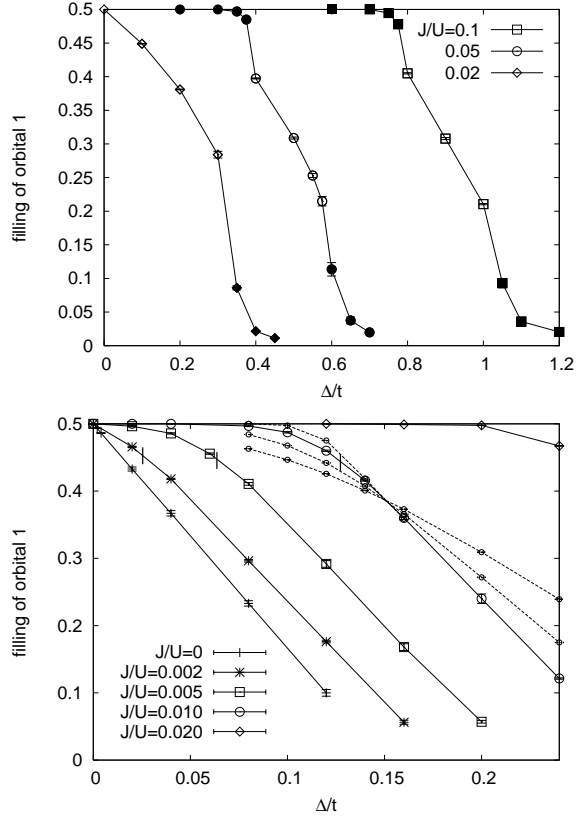 0.5
0.45
0.4
0.35
0.3
0.25
0.2
0.15
0.1
0.05
0
filling of orbital 1
J/U=0.1
0.05
0.02
0 0.2 0.4 0.6 0.8 1 1.2
Δ/t
0.5
0.4
0.3
0.2
0.1
0
filling of orbital 1
J/U=0
J/U=0.002
J/U=0.005
J/U=0.010
J/U=0.020
0 0.05 0.1 0.15 0.2
Δ/t